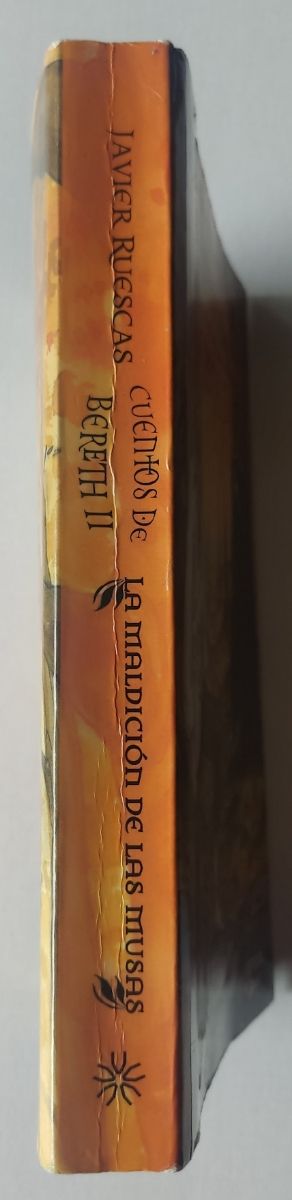 JAVIER RUESCAS
CUENTOS DE
BERETH II
LA MALDICIÓN DE LAS MUSAS